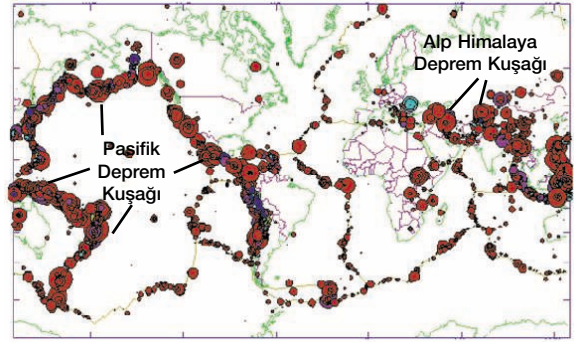 Alp Himalaya
Deprem Kuşağı
Pasifik
Deprem
Kuşağı